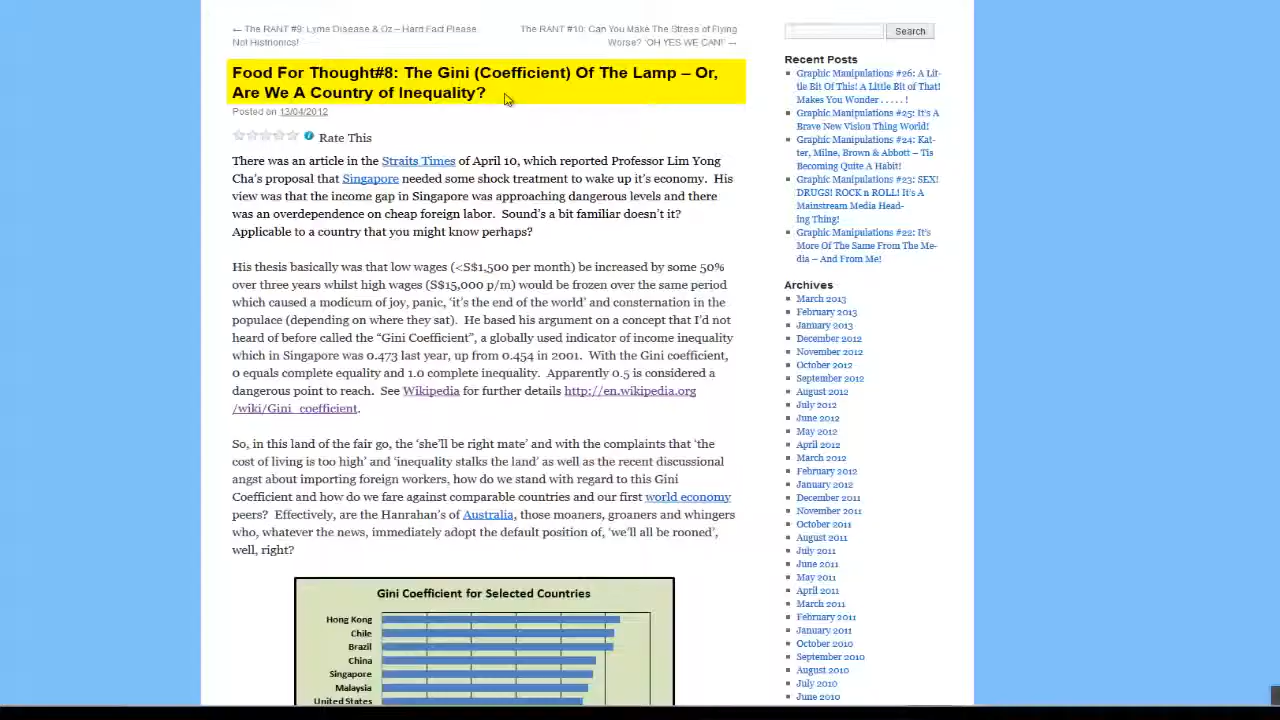 ← The RANT #9: Lyme Disease & Oz – Hard Fact Please
Not Histrionics!
The RANT #10: Can You Make The Stress of Flying
Worse? 'OH YES WE CAN!' →
Food For Thought#8: The Gini (Coefficient) Of The Lamp – Or,
Are We A Country of Inequality?
Posted on 13/04/2012
Rate This
There was an article in the Straits Times of April 10, which reported Professor Lim Yong
Cha's proposal that Singapore needed some shock treatment to wake up it's economy. His
view was that the income gap in Singapore was approaching dangerous levels and there
was an overdependence on cheap foreign labor. Sound's a bit familiar doesn't it?
Applicable to a country that you might know perhaps?
His thesis basically was that low wages (<S$1,500 per month) be increased by some 50%
over three years whilst high wages (S$15,000 p/m) would be frozen over the same period
which caused a modicum of joy, panic, 'it's the end of the world' and consternation in the
populace (depending on where they sat). He based his argument on a concept that I'd not
heard of before called the "Gini Coefficient", a globally used indicator of income inequality
which in Singapore was 0.473 last year, up from 0.454 in 2001. With the Gini coefficient,
0 equals complete equality and 1.0 complete inequality. Apparently 0.5 is considered a
dangerous point to reach. See Wikipedia for further details http://en.wikipedia.org
/wiki/Gini_coefficient.
So, in this land of the fair go, the 'she'll be right mate' and with the complaints that 'the
cost of living is too high' and 'inequality stalks the land' as well as the recent discussional
angst about importing foreign workers, how do we stand with regard to this Gini
Coefficient and how do we fare against comparable countries and our first world economy
peers? Effectively, are the Hanrahan's of Australia, those moaners, groaners and whingers
who, whatever the news, immediately adopt the default position of, 'we'll all be rooned',
well, right?
Gini Coefficient for Selected Countries
Hong Kong
Chile
Brazil
China
Singapore
Malaysia
United States
Search
Recent Posts
Graphic Manipulations #26: A Lit-
tle Bit Of This! A Little Bit of That!
Makes You Wonder . . . . . !
Graphic Manipulations #25: It's A
Brave New Vision Thing World!
Graphic Manipulations #24: Kat-
ter, Milne, Brown & Abbott – Tis
Becoming Quite A Habit!
Graphic Manipulations #23: SEX!
DRUGS! ROCK n ROLL! It's A
Mainstream Media Head-
ing Thing!
Graphic Manipulations #22: It's
More Of The Same From The Me-
dia – And From Me!
Archives
March 2013
February 2013
January 2013
December 2012
November 2012
October 2012
September 2012
August 2012
July 2012
June 2012
May 2012
April 2012
March 2012
February 2012
January 2012
December 2011
November 2011
October 2011
August 2011
July 2011
June 2011
May 2011
April 2011
March 2011
February 2011
January 2011
October 2010
September 2010
August 2010
July 2010
June 2010